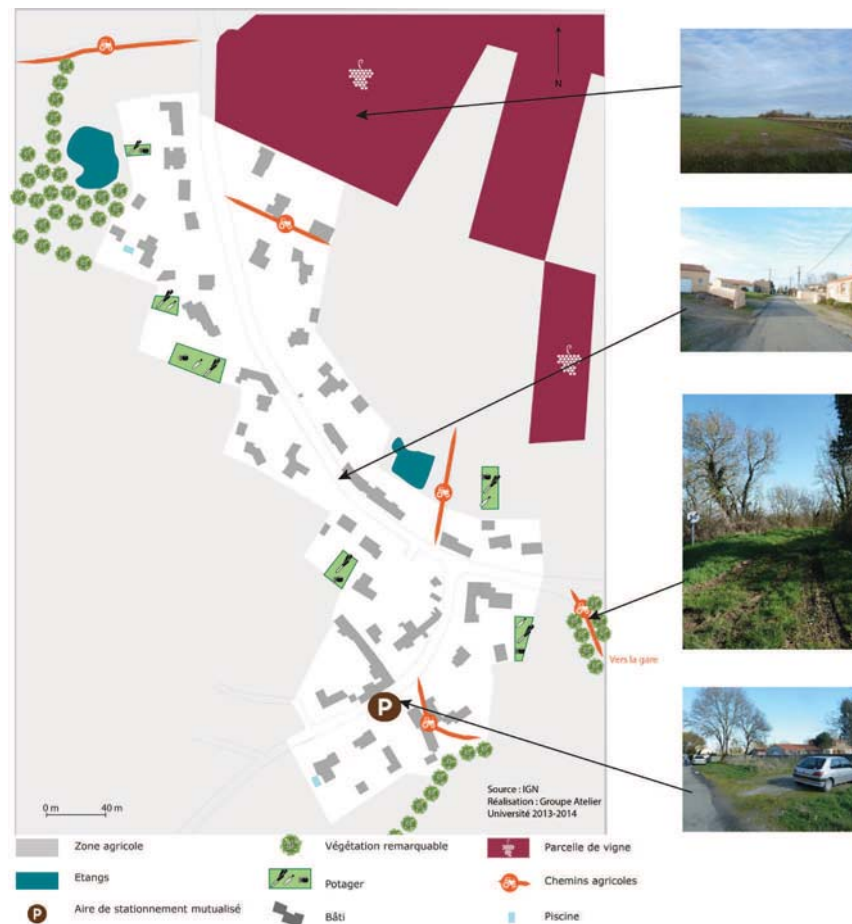 N
Vers la gare
P
Source : IGN
Réalisation : Groupe Atelier
Université 2013-2014
0 m 40 m
Zone agricole
Végétation remarquable
Parcelle de vigne
Etangs
Potager
Chemins agricoles
P
Aire de stationnement mutualisé
Bâti
Piscine